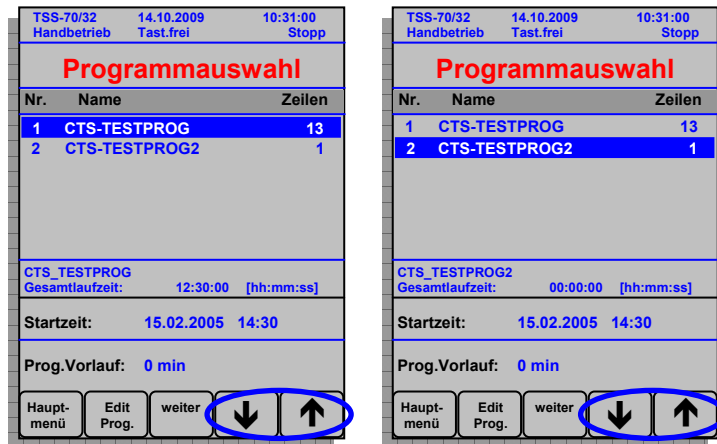 TSS-70/32 14.10.2009 10:31:00
Handbetrieb Tast.frei Stopp
Programmauswahl
Nr. Name Zeilen
1 CTS-TESTPROG 13
2 CTS-TESTPROG2 1
CTS_TESTPROG
Gesamtlaufzeit: 12:30:00 [hh:mm:ss]
Startzeit: 15.02.2005 14:30
Prog.Vorlauf: 0 min
Haupt-
menü
Edit
Prog.
weiter
TSS-70/32 14.10.2009 10:31:00
Handbetrieb Tast.frei Stopp
Programmauswahl
Nr. Name Zeilen
1 CTS-TESTPROG 13
2 CTS-TESTPROG2 1
CTS_TESTPROG2
Gesamtlaufzeit: 00:00:00 [hh:mm:ss]
Startzeit: 15.02.2005 14:30
Prog.Vorlauf: 0 min
Haupt-
menü
Edit
Prog.
weiter